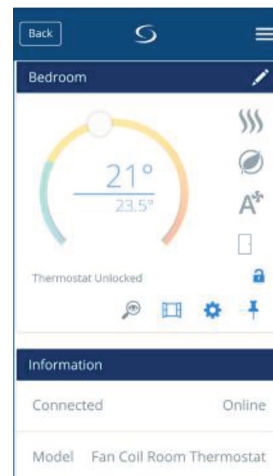 Back
Bedroom
21°
23.5°
A
Thermostat Unlocked
Information
Connected Online
Model Fan Coil Room Thermostat